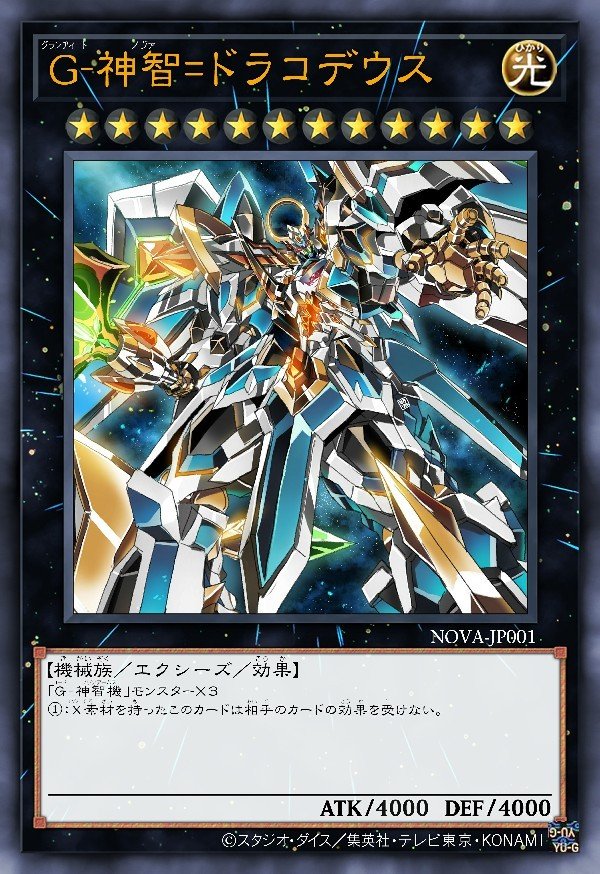 G-神智=ドラコデウス
ひかり
光
NOVA-JP001
【機械族／エクシーズ／効果】
「G-神智機」モンスター×3
①：X素材を持ったこのカードは相手のカードの効果を受けない。
ATK/4000 DEF/4000
©スタジオ・ダイス／集英社・テレビ東京・KONAMI